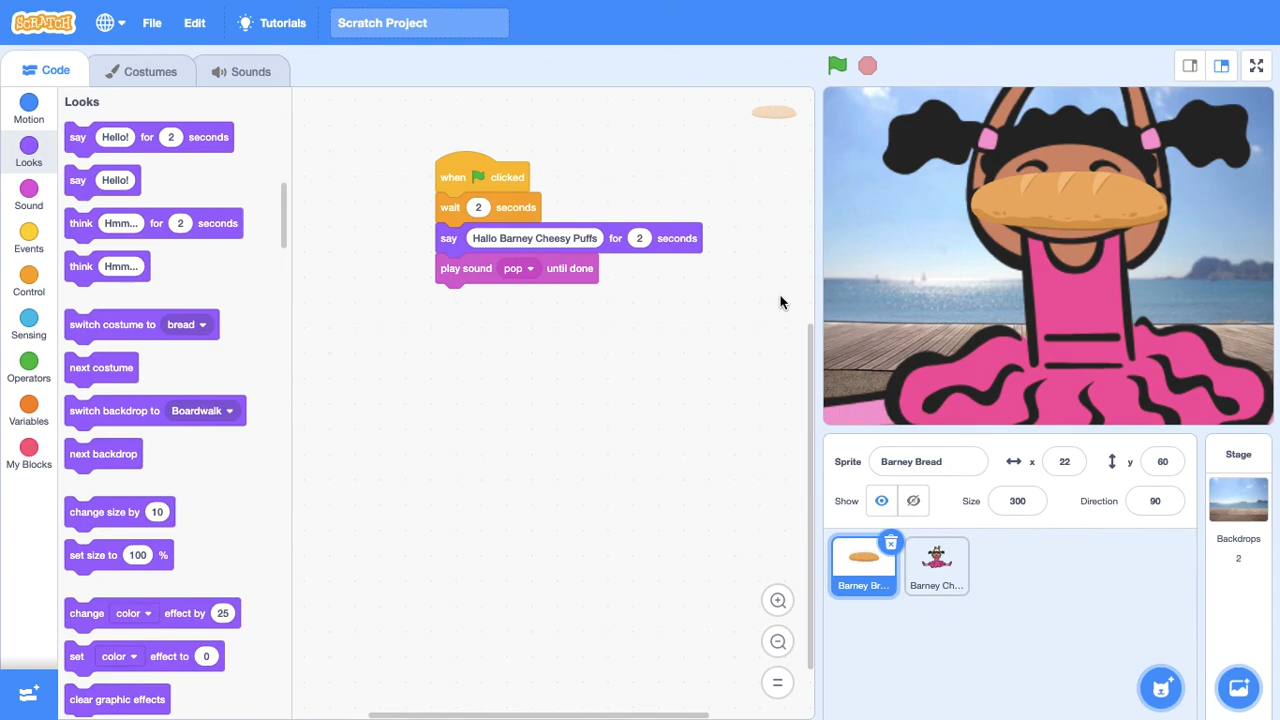 SCRATCH
File
Edit
Tutorials
Scratch Project
Code
Costumes
Sounds
Motion
Looks
Sound
Events
Control
Sensing
Operators
Variables
My Blocks
Looks
say Hello! for 2 seconds
say Hello!
think Hmm... for 2 seconds
think Hmm...
switch costume to bread
next costume
switch backdrop to Boardwalk
next backdrop
change size by 10
set size to 100 %
change color effect by 25
set color effect to 0
clear graphic effects
when clicked
wait 2 seconds
say Hallo Barney Cheesy Puffs for 2 seconds
play sound pop until done
Sprite Barney Bread x 22 y 60
Show Size 300 Direction 90
Barney Br...
Barney Ch...
Stage
Backdrops
2